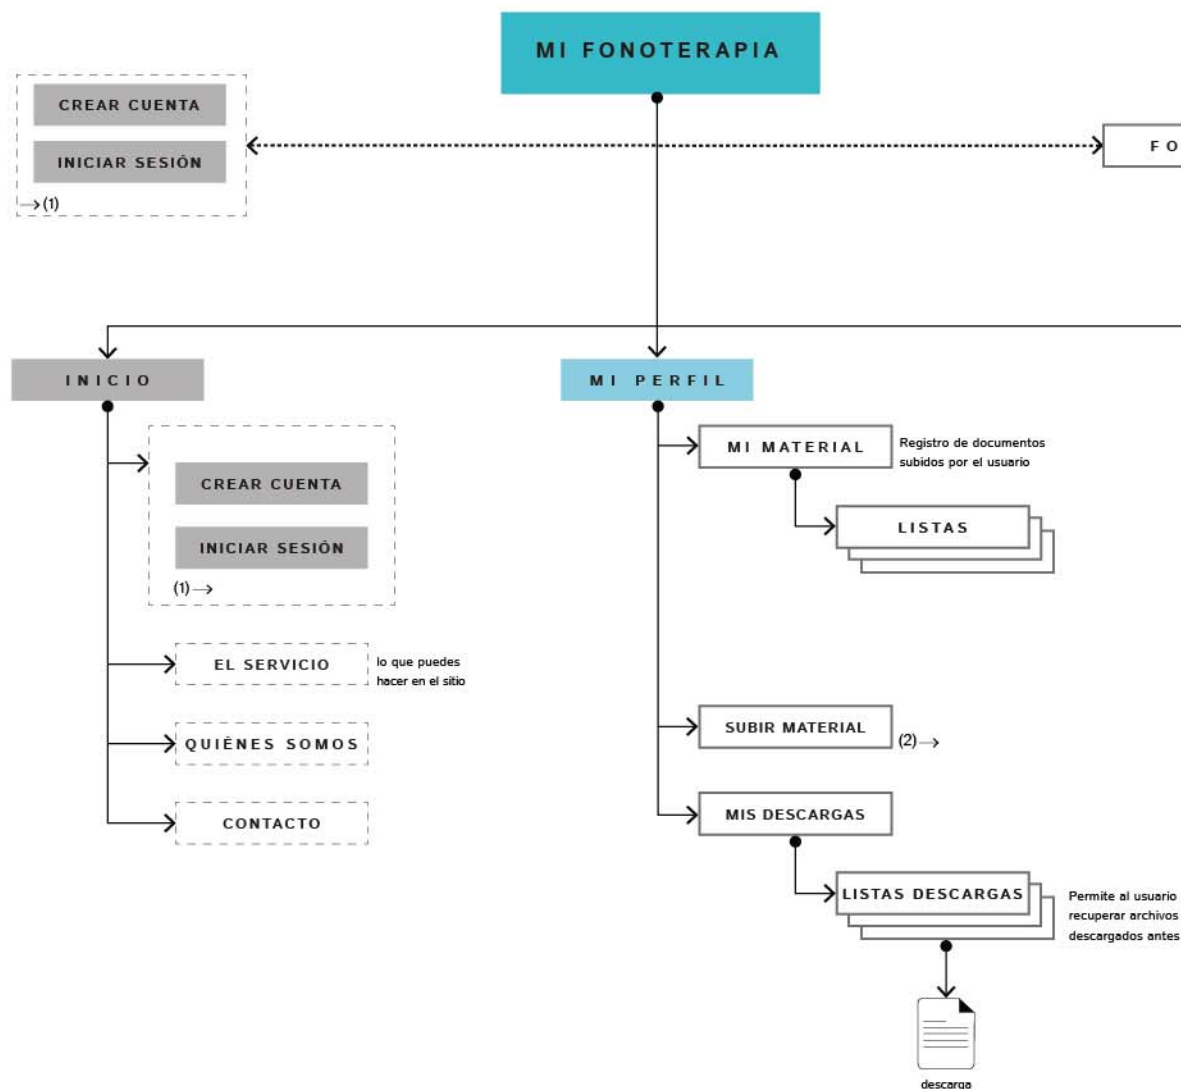 MI FONOTERAPIA
CREAR CUENTA
INICIAR SESIÓN
(1)
FO
INICIO
CREAR CUENTA
INICIAR SESIÓN
(1)
EL SERVICIO
lo que puedes
hacer en el sitio
QUIÉNES SOMOS
CONTACTO
MI PERFIL
MI MATERIAL
Registro de documentos
subidos por el usuario
LISTAS
SUBIR MATERIAL
(2)
MIS DESCARGAS
LISTAS DESCARGAS
Permite al usuario
recuperar archivos
descargados antes
descarga